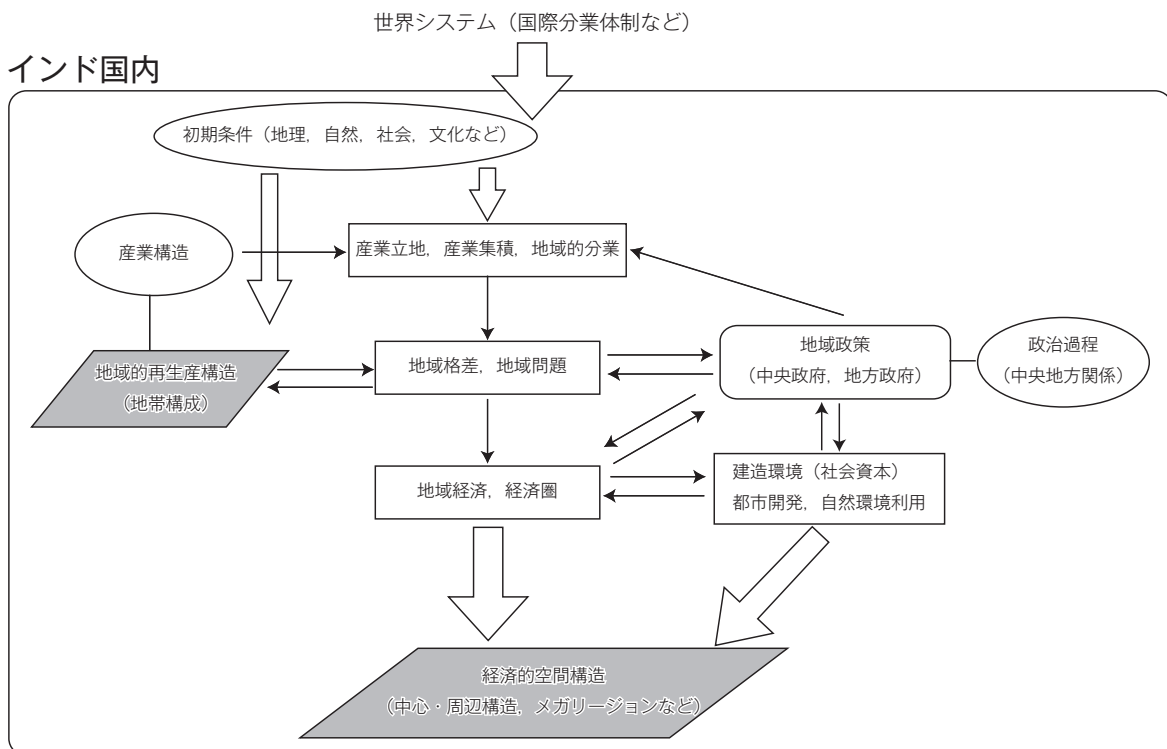 世界システム（国際分業体制など）
インド国内
初期条件（地理，自然，社会，文化など）
産業構造
産業立地，産業集積，地域的分業
地域的再生産構造
（地帯構成）
地域格差，地域問題
地域政策
（中央政府，地方政府）
政治過程
（中央地方関係）
地域経済，経済圏
建造環境（社会資本）
都市開発，自然環境利用
経済的空間構造
（中心・周辺構造，メガリージョンなど）